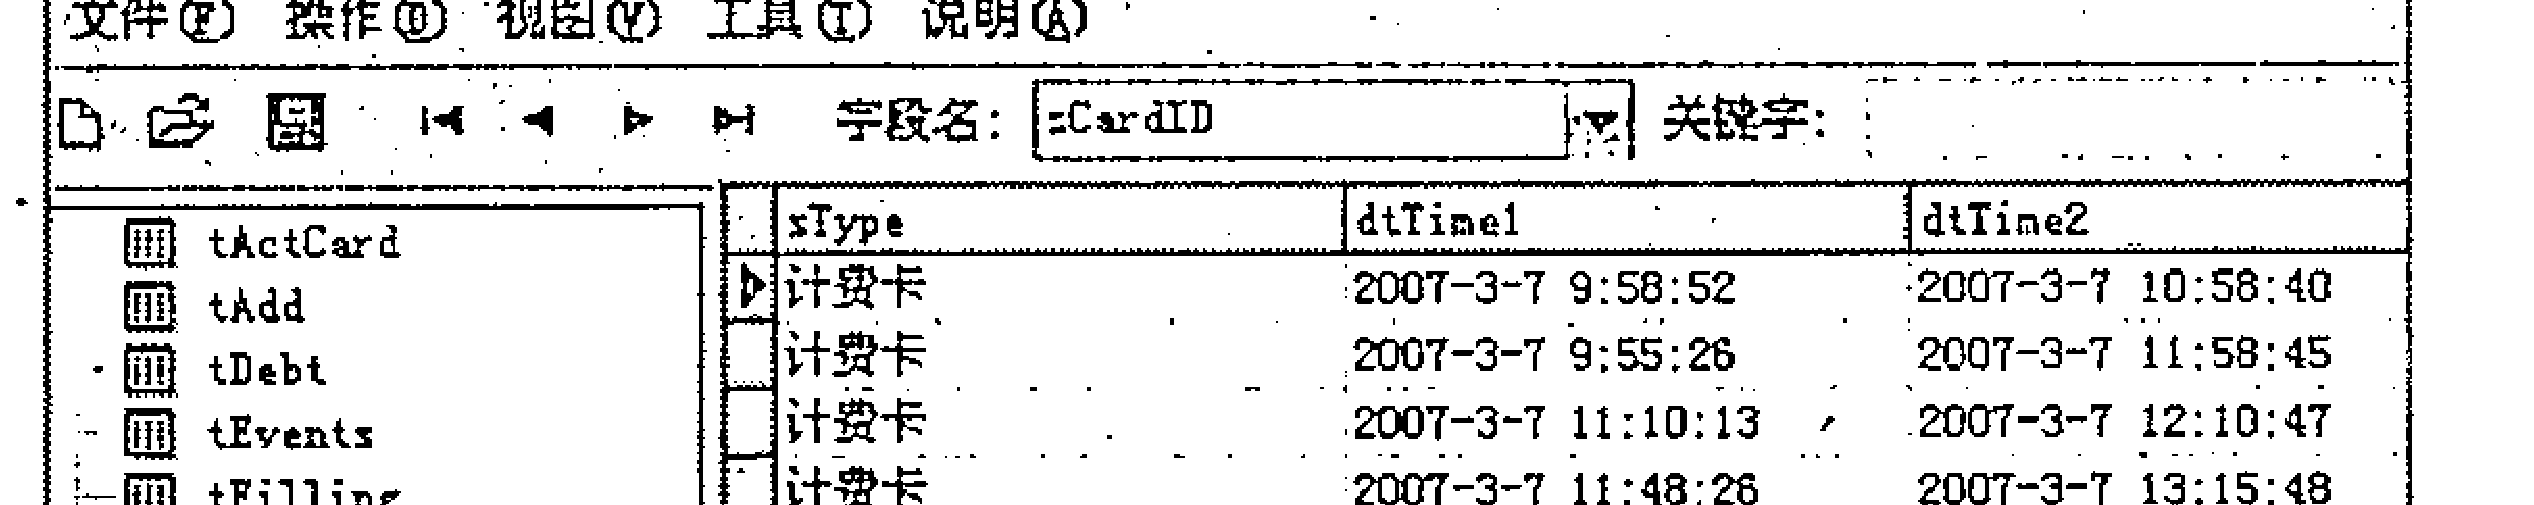 文件(F) 操作(O) 视图(V) 工具(T) 说明(A)
字段名: sCardID 关键字:
sType dtTime1 dtTime2
tActCard
tAdd
tDebt
tEvents
tFilling
计费卡 2007-3-7 9:58:52 2007-3-7 10:58:40
计费卡 2007-3-7 9:55:26 2007-3-7 11:58:45
计费卡 2007-3-7 11:10:13 2007-3-7 12:10:47
计费卡 2007-3-7 11:48:26 2007-3-7 13:15:48